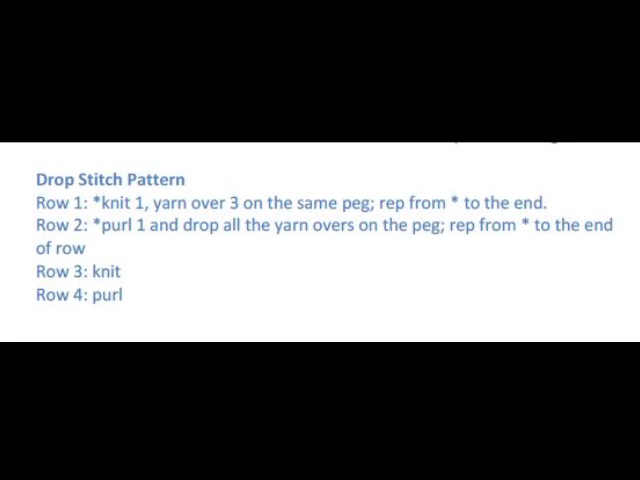 Drop Stitch Pattern
Row 1: *knit 1, yarn over 3 on the same peg; rep from * to the end.
Row 2: *purl 1 and drop all the yarn overs on the peg; rep from * to the end
of row
Row 3: knit
Row 4: purl